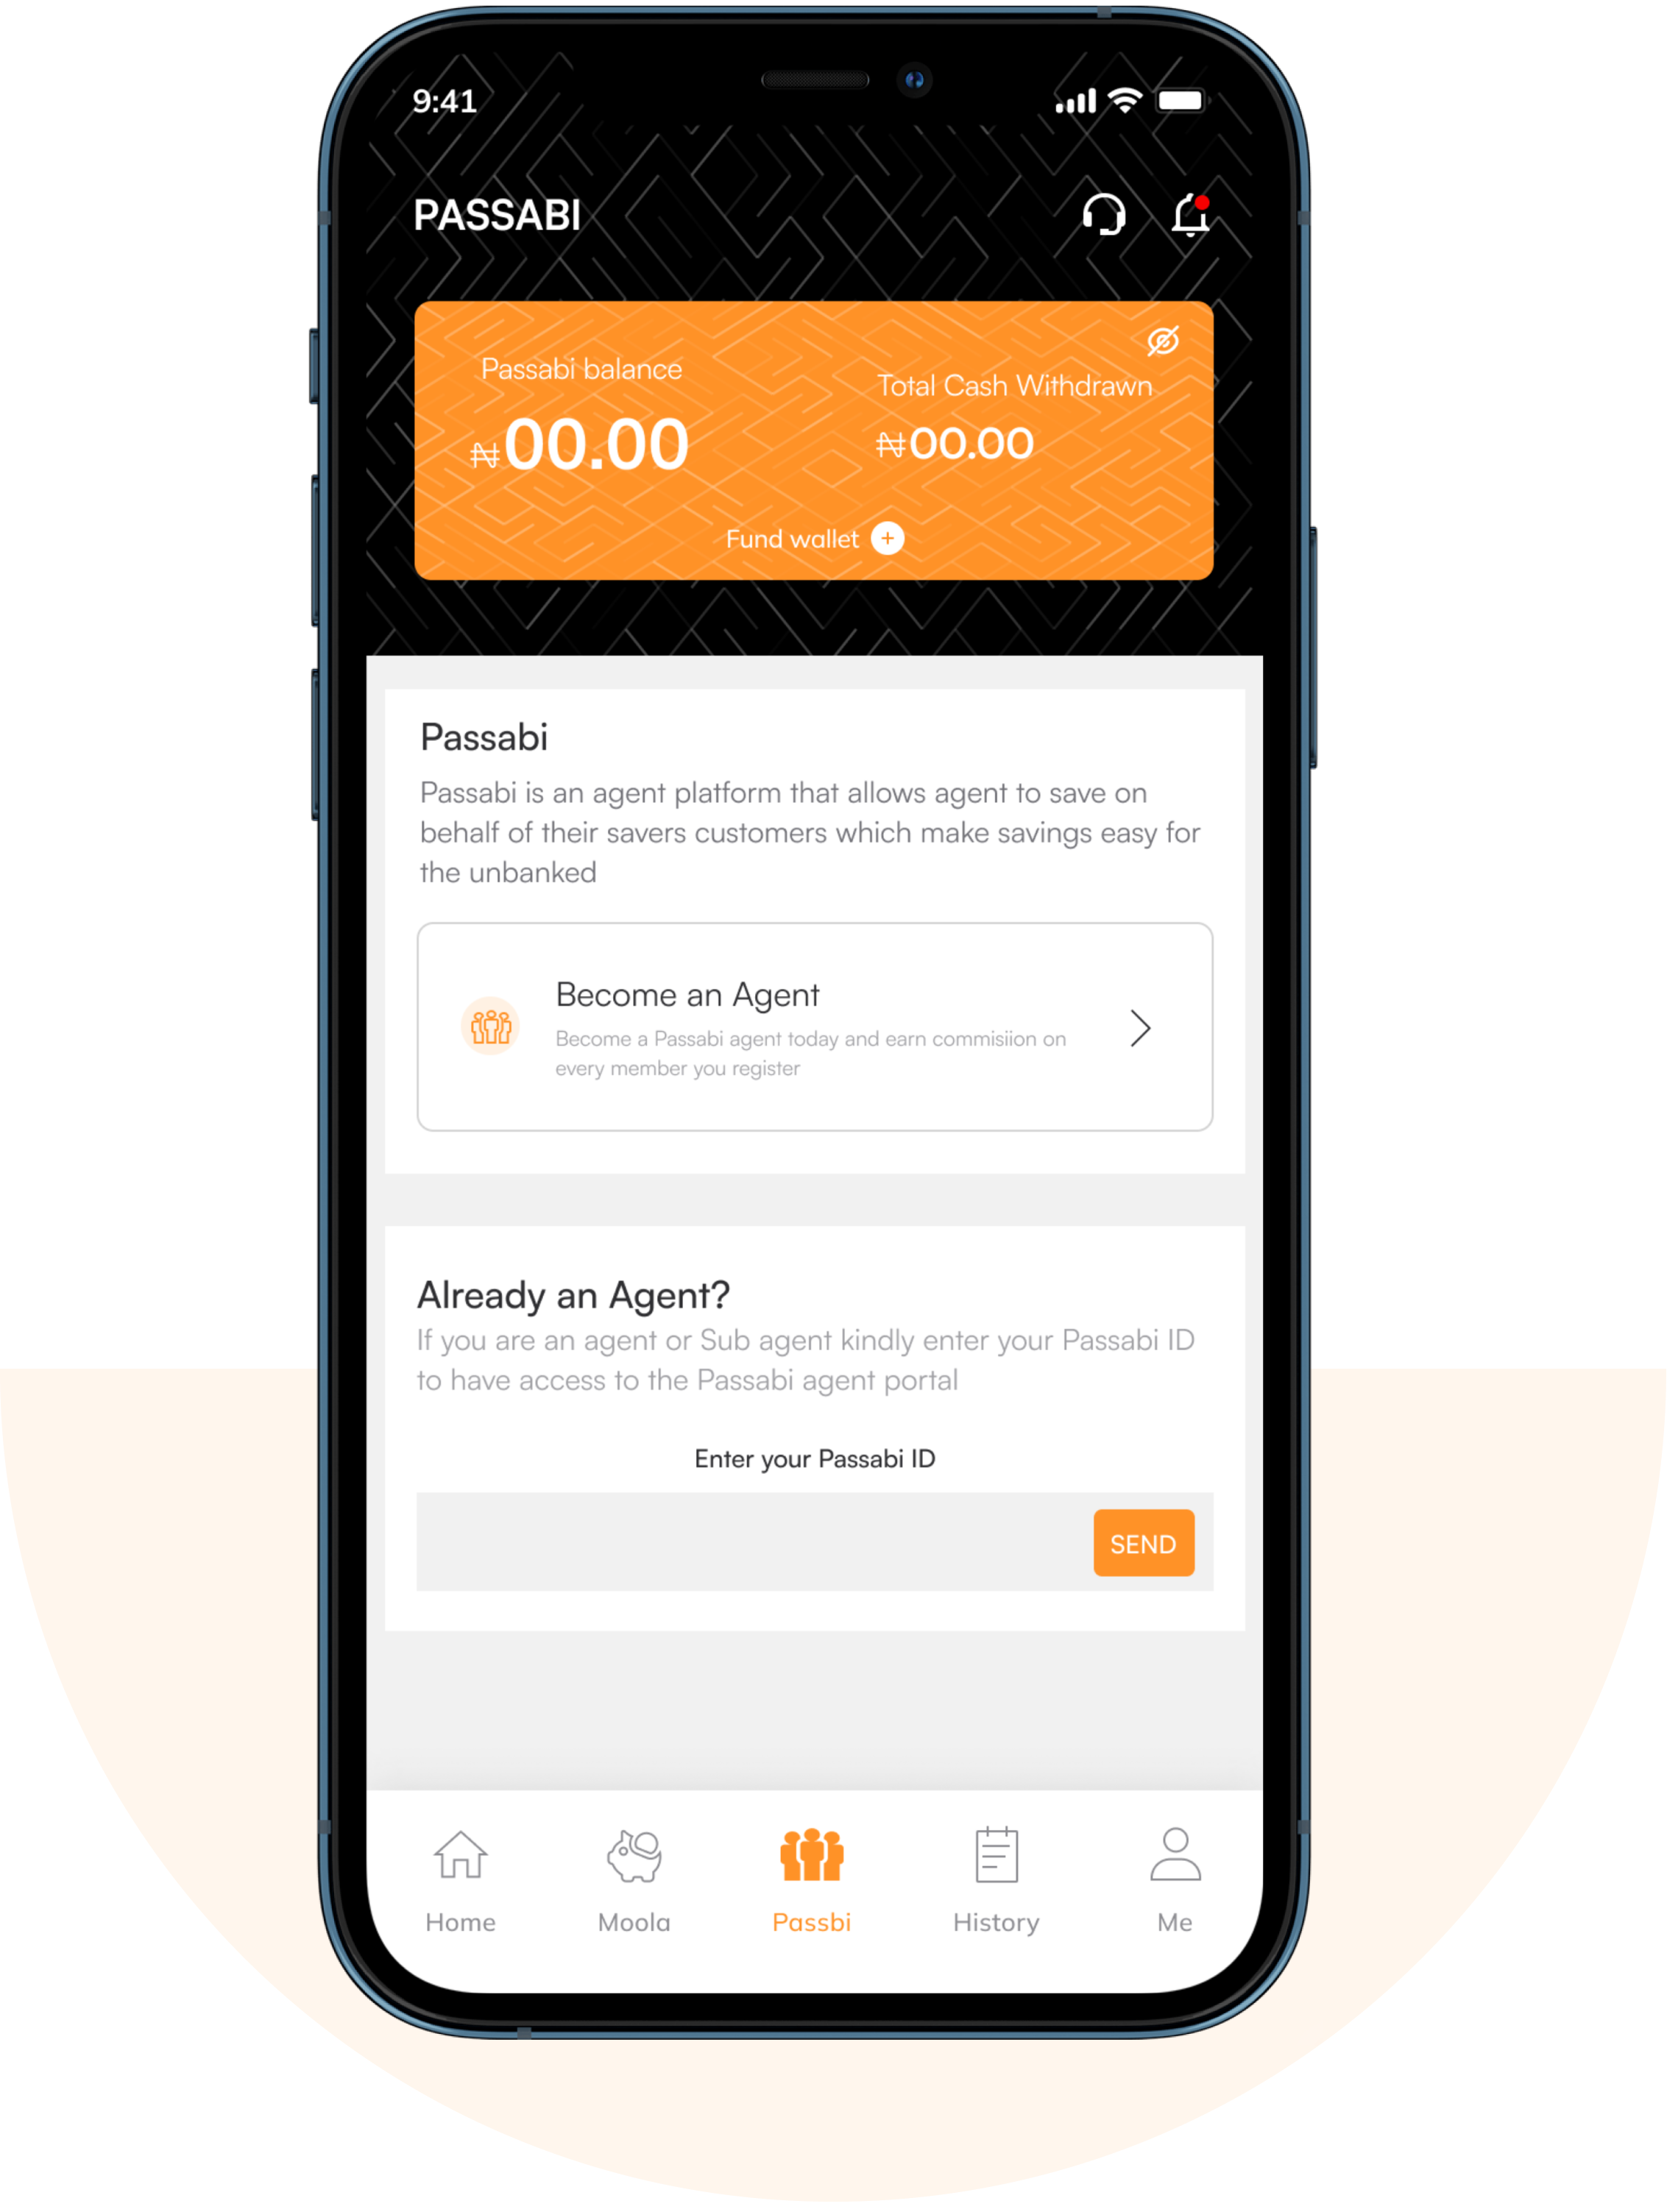 9:41
PASSABI
Passabi balance
₦00.00
Total Cash Withdrawn
₦00.00
Fund wallet
Passabi
Passabi is an agent platform that allows agent to save on
behalf of their savers customers which make savings easy for
the unbanked
Become an Agent
Become a Passabi agent today and earn commisiion on
every member you register
Already an Agent?
If you are an agent or Sub agent kindly enter your Passabi ID
to have access to the Passabi agent portal
Enter your Passabi ID
SEND
Home
Moola
Passbi
History
Me